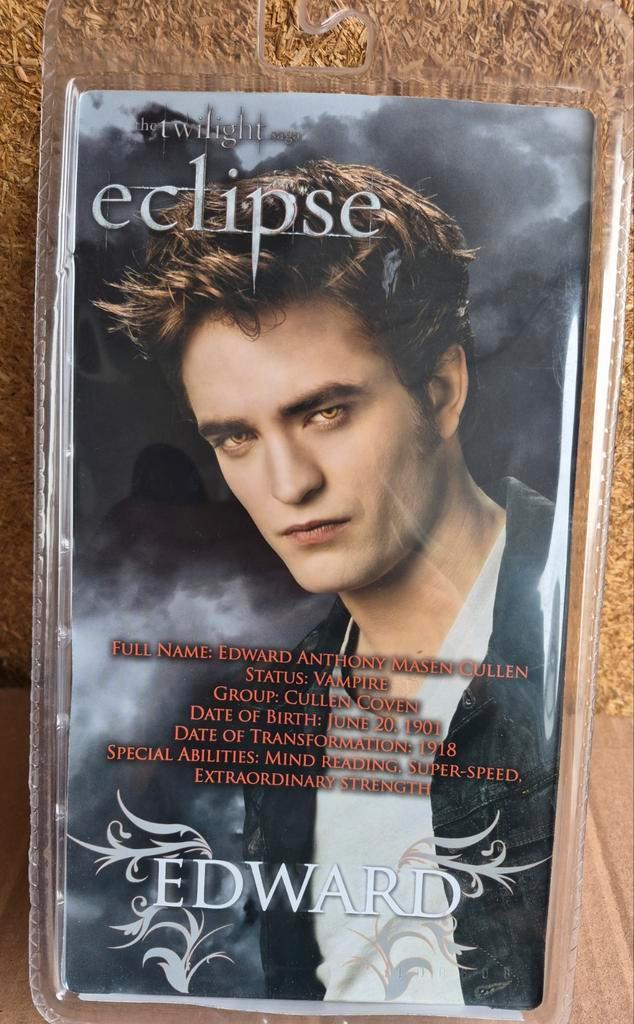 the twilight saga
eclipse
Full Name: Edward Anthony Masen Cullen
Status: Vampire
Group: Cullen Coven
Date of Birth: June 20, 1901
Date of Transformation: 1918
Special Abilities: Mind reading, super-speed,
Extraordinary strength
EDWARD